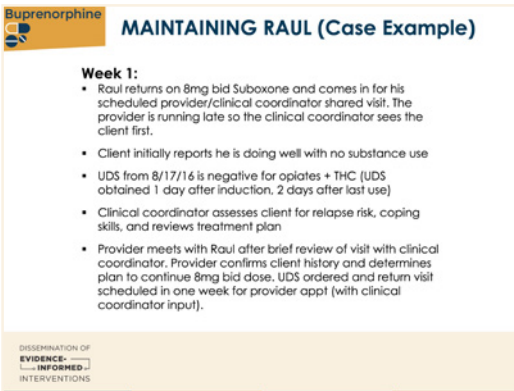 Buprenorphine
MAINTAINING RAUL (Case Example)
Week 1:
▪ Raul returns on 8mg bid Suboxone and comes in for his
scheduled provider/clinical coordinator shared visit. The
provider is running late so the clinical coordinator sees the
client first.
▪ Client initially reports he is doing well with no substance use
▪ UDS from 8/17/16 is negative for opiates + THC (UDS
obtained 1 day after induction, 2 days after last use)
▪ Clinical coordinator assesses client for relapse risk, coping
skills, and reviews treatment plan
▪ Provider meets with Raul after brief review of visit with clinical
coordinator. Provider confirms client history and determines
plan to continue 8mg bid dose. UDS ordered and return visit
scheduled in one week for provider appt (with clinical
coordinator input).
DISSEMINATION OF
EVIDENCE-
INFORMED
INTERVENTIONS